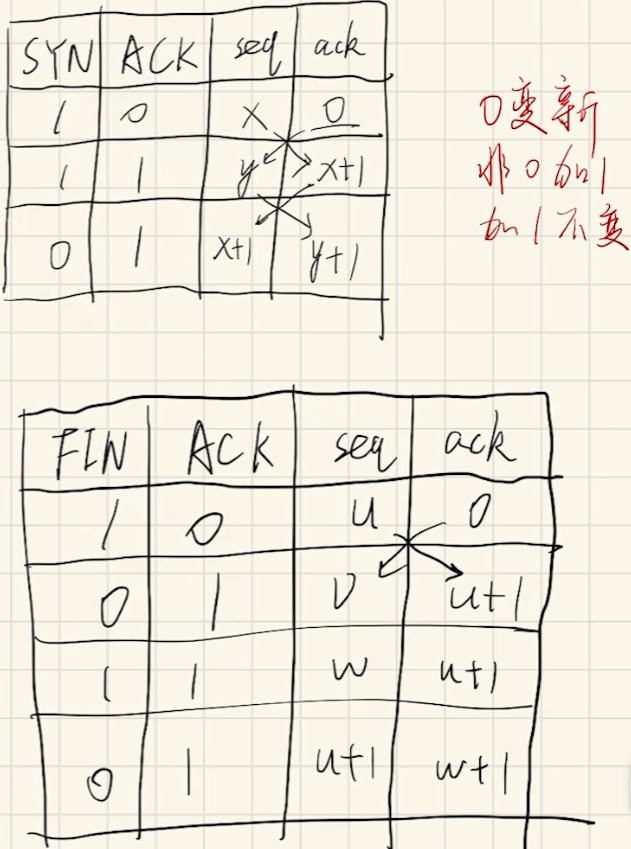 SYN ACK seq ack
1 0 x 0
1 1 y x+1
0 1 x+1 y+1
0变新
非0加1
加1不变
FIN ACK seq ack
1 0 u 0
0 1 v u+1
1 1 w u+1
0 1 u+1 w+1